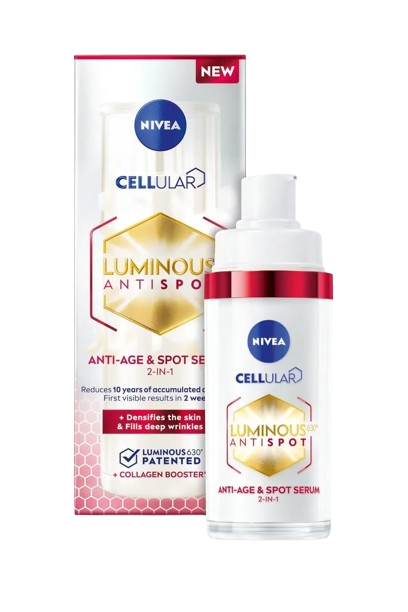 NEW
NIVEA
CELLULAR
LUMINOUS
ANTISPO
ANTI-AGE & SPOT SE
2-IN-1
Reduces 10 years of accumulated
First visible results in 2 wee
+ Densifies the skin
& Fills deep wrinkles
LUMINOUS630®
PATENTED
+ COLLAGEN BOOSTER
NIVEA
CELLULAR
LUMINOUS630®
ANTISPOT
ANTI-AGE & SPOT SERUM
2-IN-1